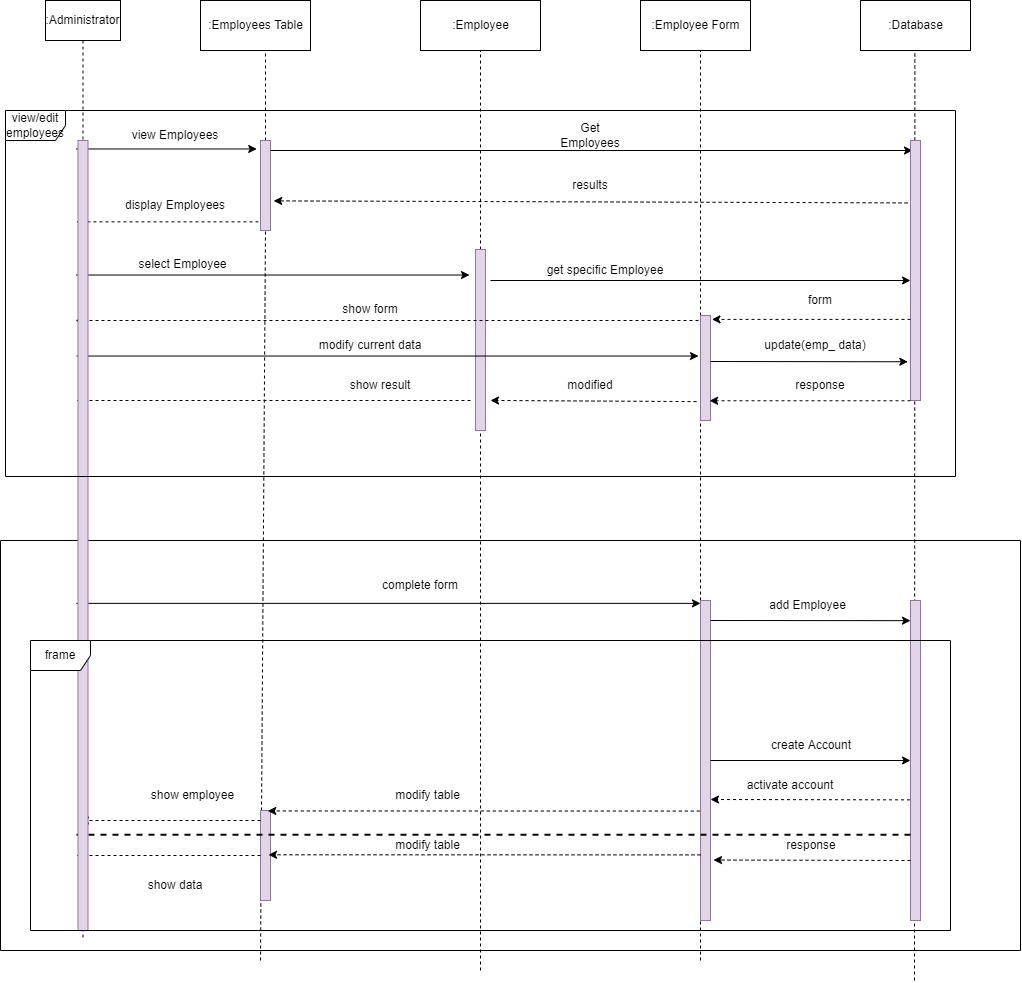 :Administrator
:Employees Table
:Employee
:Employee Form
:Database
view/edit
employees
view Employees
Get
Employees
results
display Employees
select Employee
get specific Employee
form
show form
modify current data
update(emp_ data)
show result
modified
response
complete form
add Employee
frame
create Account
activate account
show employee
modify table
modify table
response
show data